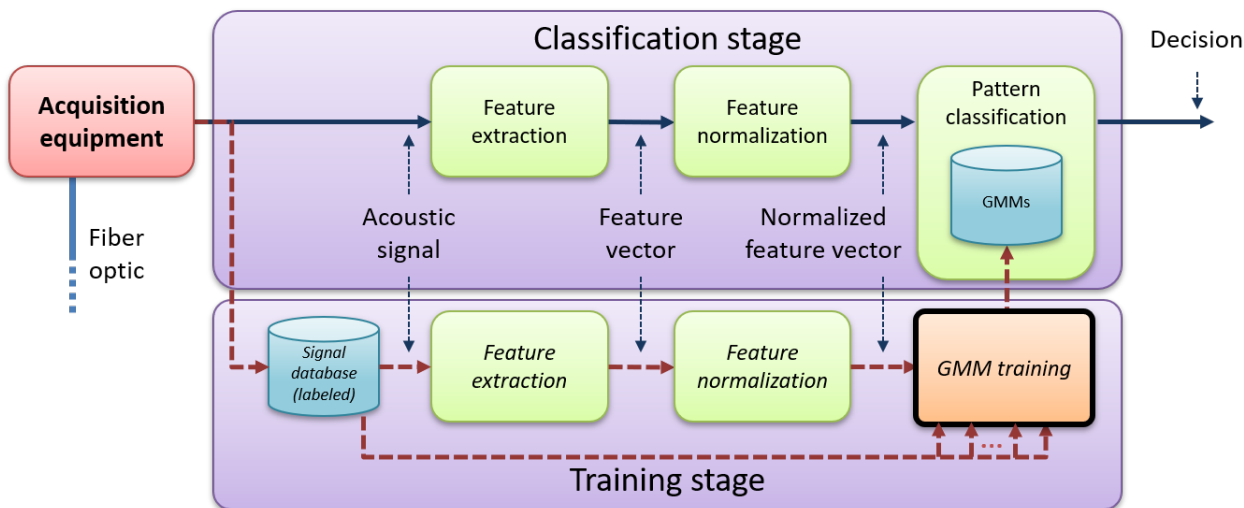 Classification stage
Decision
Acquisition
equipment
Feature
extraction
Feature
normalization
Pattern
classification
GMMs
Fiber
optic
Acoustic
signal
Feature
vector
Normalized
feature vector
Signal
database
(labeled)
Feature
extraction
Feature
normalization
GMM training
...
Training stage